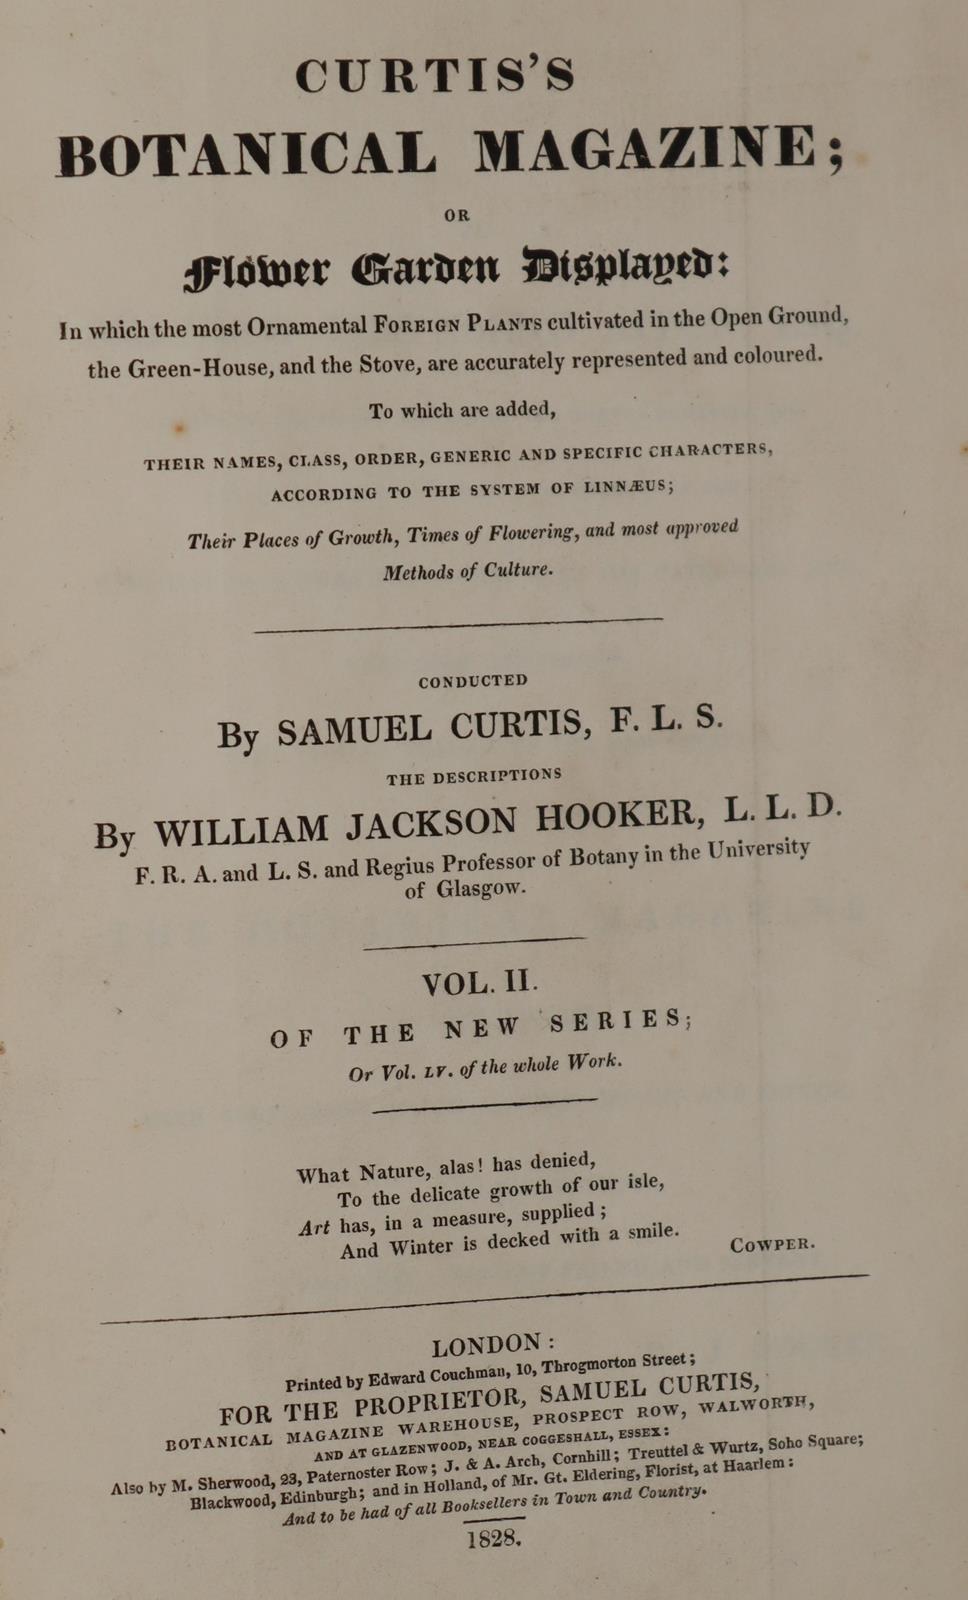 CURTIS'S
BOTANICAL MAGAZINE;
OR
Flower Garden Displayed:
In which the most Ornamental FOREIGN PLANTS cultivated in the Open Ground,
the Green-House, and the Stove, are accurately represented and coloured.
To which are added,
THEIR NAMES, CLASS, ORDER, GENERIC AND SPECIFIC CHARACTERS,
ACCORDING TO THE SYSTEM OF LINNÆUS;
Their Places of Growth, Times of Flowering, and most approved
Methods of Culture.
CONDUCTED
By SAMUEL CURTIS, F. L. S.
THE DESCRIPTIONS
By WILLIAM JACKSON HOOKER, L. L. D.
F. R. A. and L. S. and Regius Professor of Botany in the University
of Glasgow.
VOL. II.
OF THE NEW SERIES;
Or Vol. LV. of the whole Work.
What Nature, alas! has denied,
To the delicate growth of our isle,
Art has, in a measure, supplied;
And Winter is decked with a smile.
COWPER.
LONDON:
Printed by Edward Couchman, 10, Throgmorton Street;
FOR THE PROPRIETOR, SAMUEL CURTIS,
BOTANICAL MAGAZINE WAREHOUSE, PROSPECT ROW, WALWORTH,
AND AT GLAZENWOOD, NEAR COGGESHALL, ESSEX:
Also by M. Sherwood, 23, Paternoster Row; J. & A. Arch, Cornhill; Treuttel & Wurtz, Soho Square;
Blackwood, Edinburgh; and in Holland, of Mr. Gt. Eldering, Florist, at Haarlem:
And to be had of all Booksellers in Town and Country.
1828.